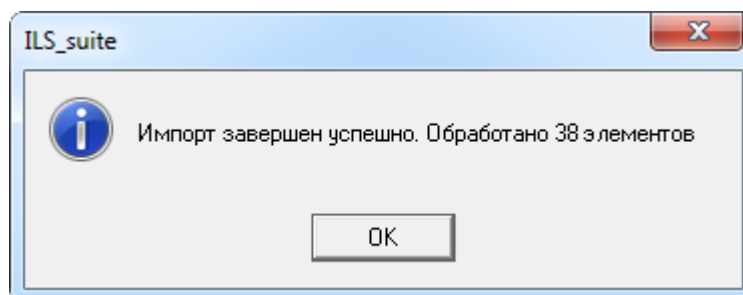 ILS_suite
Импорт завершен успешно. Обработано 38 элементов
OK